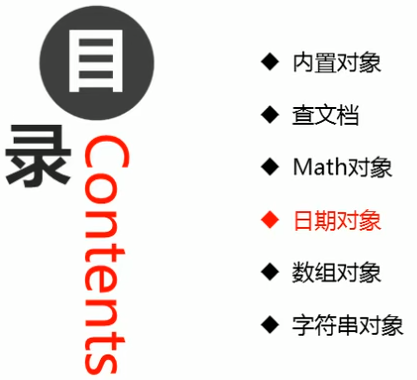 目录
Contents
内置对象
查文档
Math对象
日期对象
数组对象
字符串对象